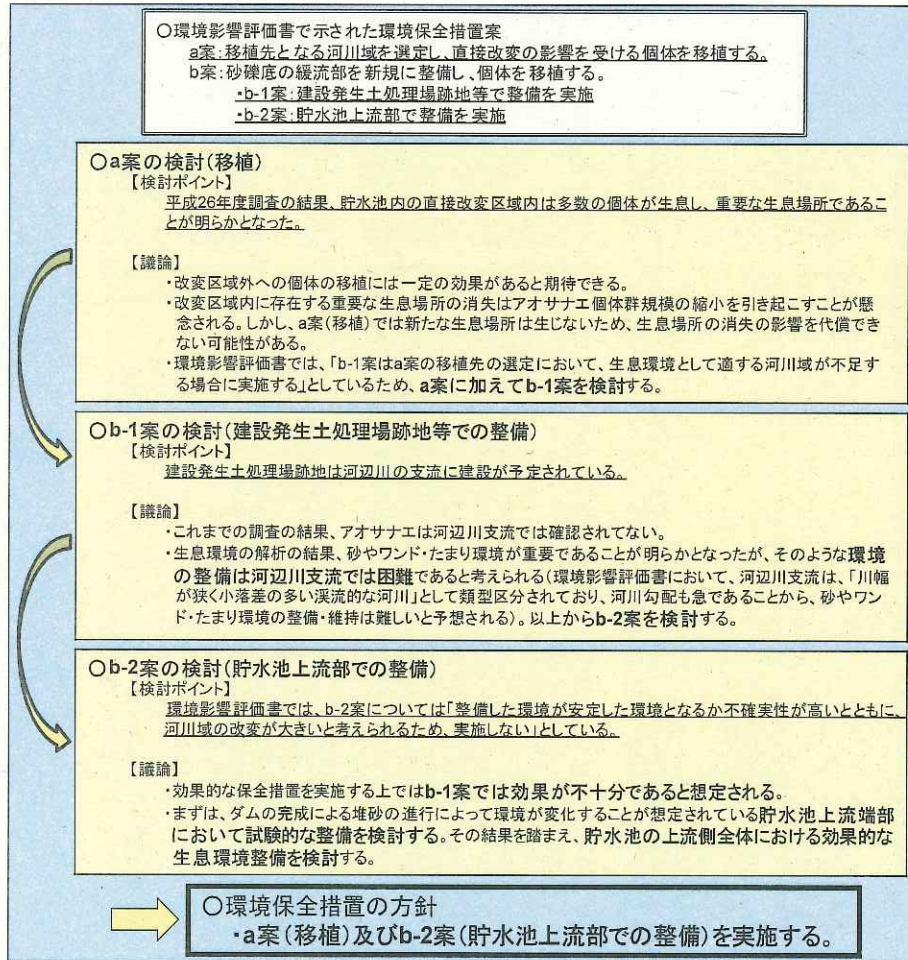 ○環境影響評価書で示された環境保全措置案
a案:移植先となる河川域を選定し、直接改変の影響を受ける個体を移植する。
b案:砂礫底の緩流部を新規に整備し、個体を移植する。
・b-1案:建設発生土処理場跡地等で整備を実施
・b-2案:貯水池上流部で整備を実施
○a案の検討(移植)
【検討ポイント】
平成26年度調査の結果、貯水池内の直接改変区域内は多数の個体が生息し、重要な生息場所であるこ
とが明らかとなった。
【議論】
・改変区域外への個体の移植には一定の効果があると期待できる。
・改変区域内に存在する重要な生息場所の消失はアオサナエ個体群規模の縮小を引き起こすことが懸
念される。しかし、a案(移植)では新たな生息場所は生じないため、生息場所の消失の影響を代償でき
ない可能性がある。
・環境影響評価書では、「b-1案はa案の移植先の選定において、生息環境として適する河川域が不足す
る場合に実施する」としているため、a案に加えてb-1案を検討する。
○b-1案の検討(建設発生土処理場跡地等での整備)
【検討ポイント】
建設発生土処理場跡地は河辺川の支流に建設が予定されている。
【議論】
・これまでの調査の結果、アオサナエは河辺川支流では確認されてない。
・生息環境の解析の結果、砂やワンド・たまり環境が重要であることが明らかとなったが、そのような環境
の整備は河辺川支流では困難であると考えられる(環境影響評価書において、河辺川支流は、「川幅
が狭く小落差の多い渓流的な河川」として類型区分されており、河川勾配も急であることから、砂やワン
ド・たまり環境の整備・維持は難しいと予想される)。以上からb-2案を検討する。
○b-2案の検討(貯水池上流部での整備)
【検討ポイント】
環境影響評価書では、b-2案については「整備した環境が安定した環境となるか不確実性が高いとともに、
河川域の改変が大きいと考えられるため、実施しない」としている。
【議論】
・効果的な保全措置を実施する上ではb-1案では効果が不十分であると想定される。
・まずは、ダムの完成による堆砂の進行によって環境が変化することが想定されている貯水池上流端部
において試験的な整備を検討する。その結果を踏まえ、貯水池の上流側全体における効果的な
生息環境整備を検討する。
○環境保全措置の方針
・a案(移植)及びb-2案(貯水池上流部での整備)を実施する。